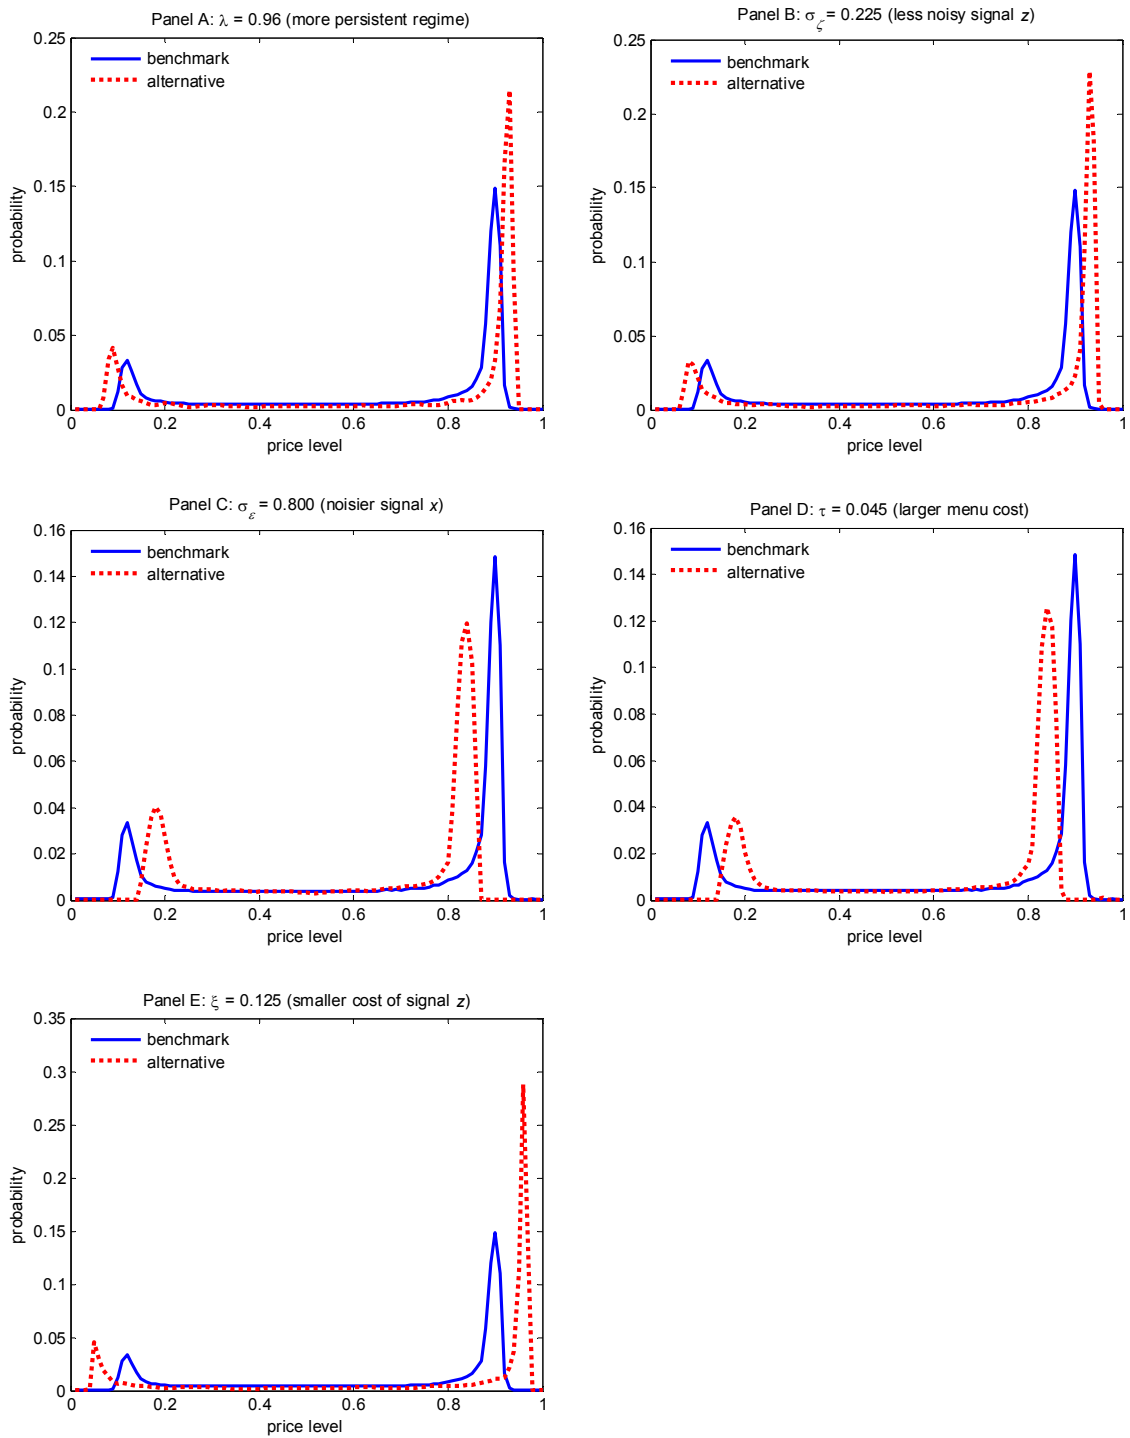 Panel A: λ = 0.96 (more persistent regime)
0.25
0.2
0.15
0.1
0.05
0
probability
benchmark
alternative
0 0.2 0.4 0.6 0.8 1
price level
Panel B: σζ = 0.225 (less noisy signal z)
0.25
0.2
0.15
0.1
0.05
0
probability
benchmark
alternative
0 0.2 0.4 0.6 0.8 1
price level
Panel C: σε = 0.800 (noisier signal x)
0.16
0.14
0.12
0.1
0.08
0.06
0.04
0.02
0
probability
benchmark
alternative
0 0.2 0.4 0.6 0.8 1
price level
Panel D: τ = 0.045 (larger menu cost)
0.16
0.14
0.12
0.1
0.08
0.06
0.04
0.02
0
probability
benchmark
alternative
0 0.2 0.4 0.6 0.8 1
price level
Panel E: ξ = 0.125 (smaller cost of signal z)
0.35
0.3
0.25
0.2
0.15
0.1
0.05
0
probability
benchmark
alternative
0 0.2 0.4 0.6 0.8 1
price level